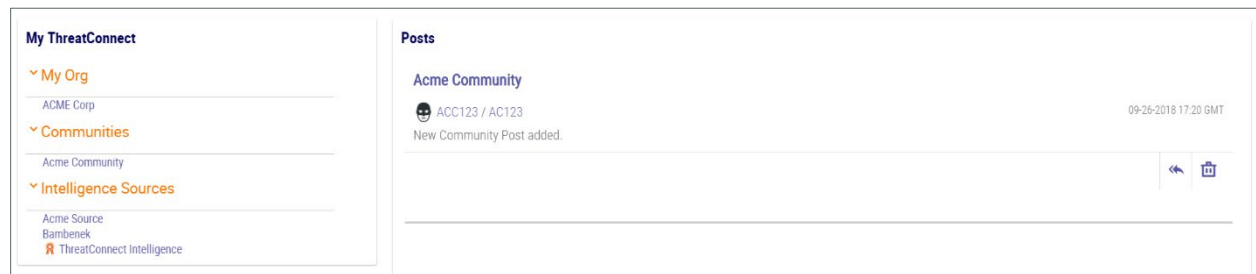 My ThreatConnect
My Org
ACME Corp
Communities
Acme Community
Intelligence Sources
Acme Source
Bambenek
ThreatConnect Intelligence
Posts
Acme Community
ACC123 / AC123
09-26-2018 17:20 GMT
New Community Post added.